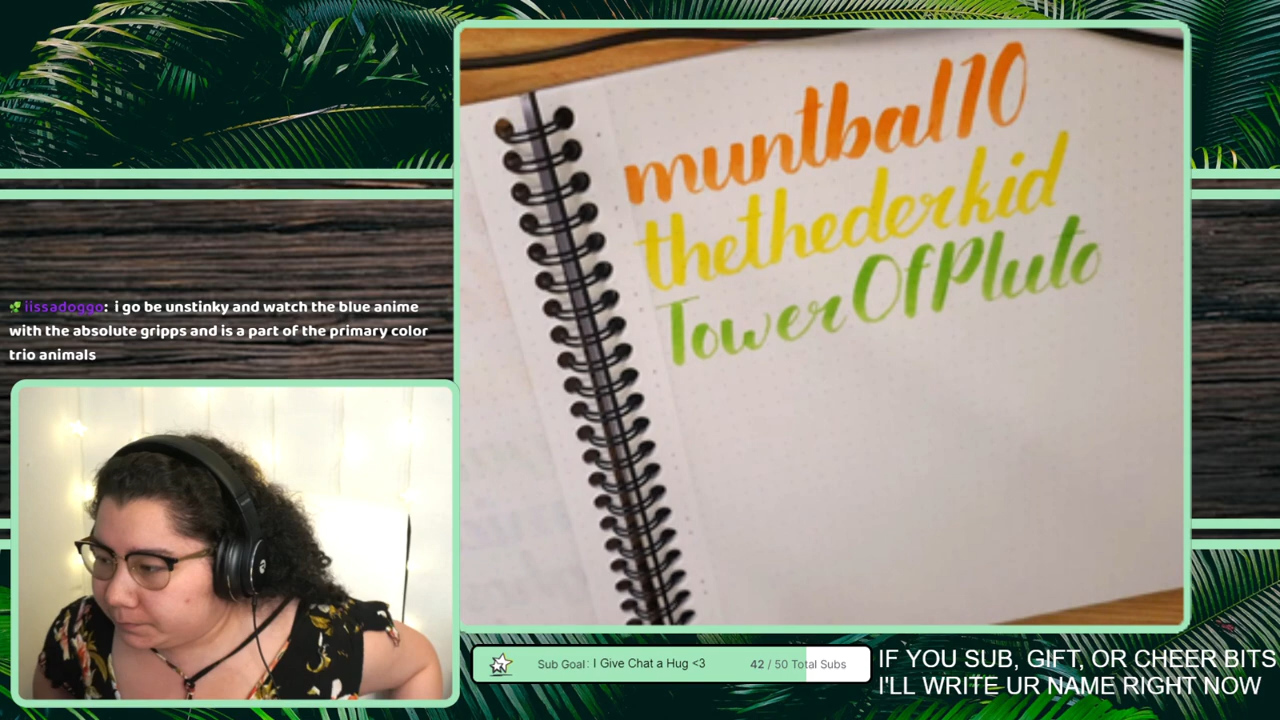 muntbal10
thethederkid
TowerOfPluto
iissadoggo: i go be unstinky and watch the blue anime
with the absolute gripps and is a part of the primary color
trio animals
Sub Goal: I Give Chat a Hug <3 42 / 50 Total Subs
IF YOU SUB, GIFT, OR CHEER BITS
I'LL WRITE UR NAME RIGHT NOW